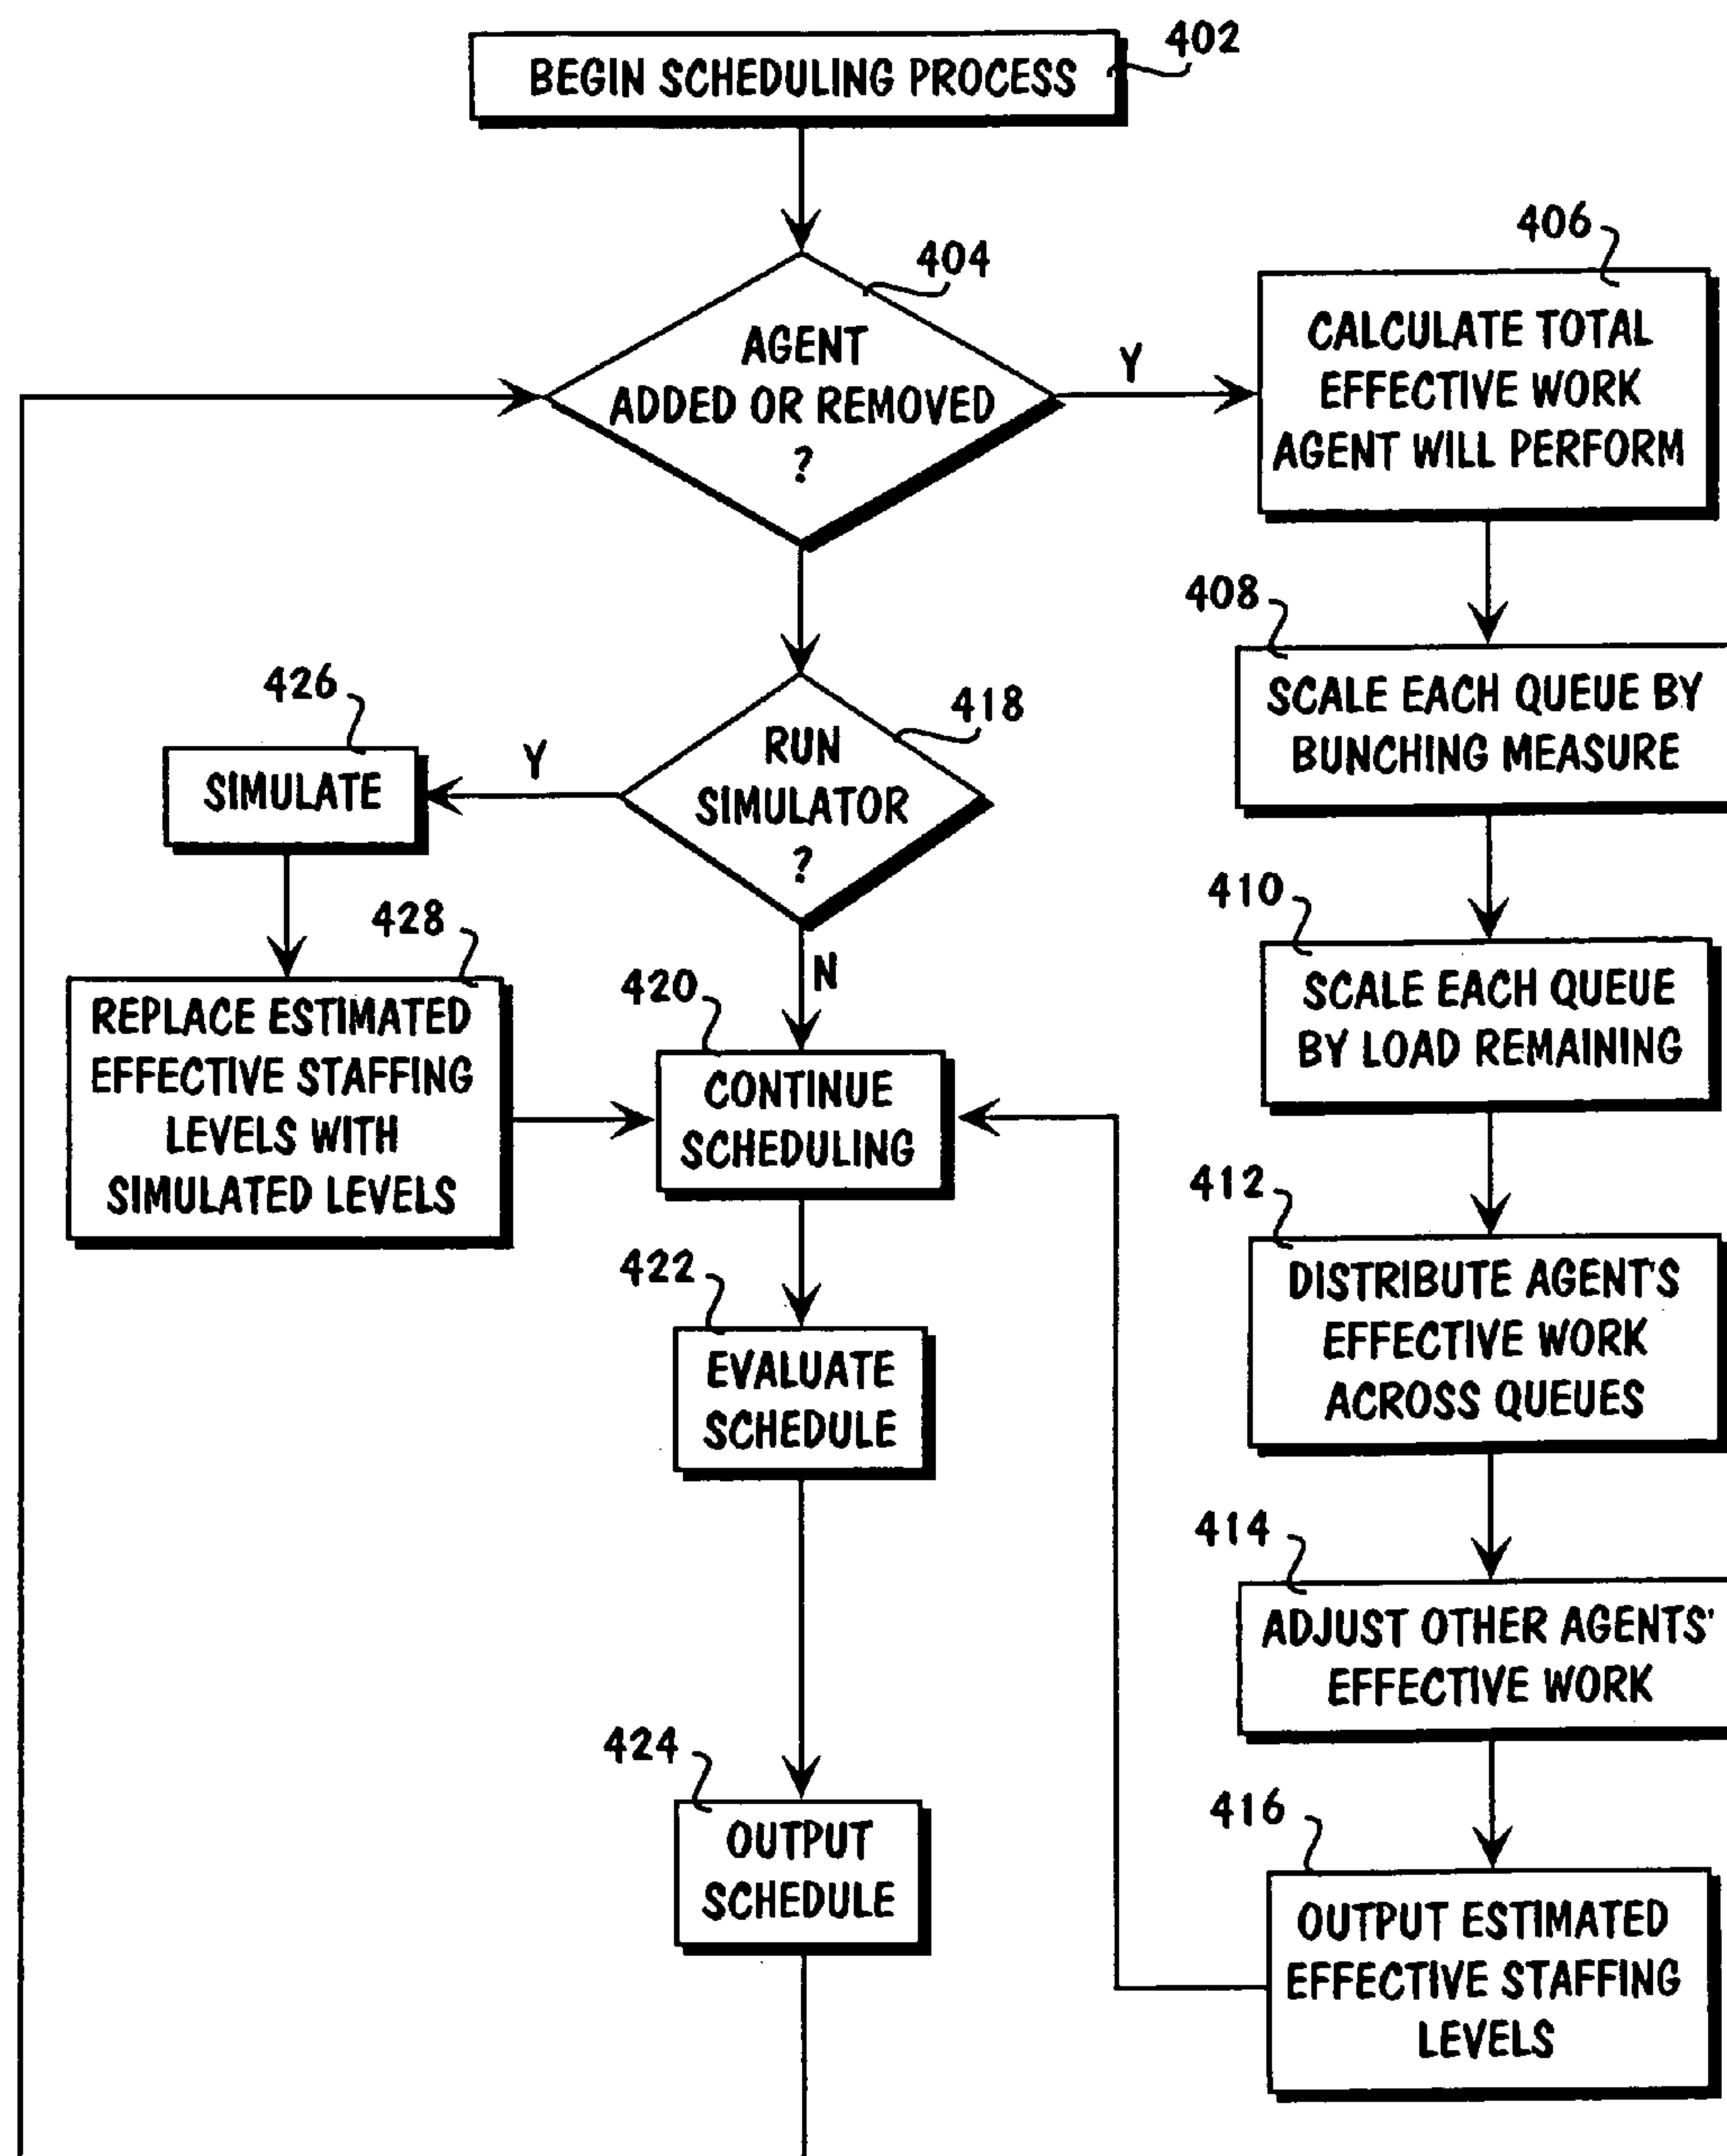 BEGIN SCHEDULING PROCESS
402
404
AGENT
ADDED OR REMOVED
?
Y
406
CALCULATE TOTAL
EFFECTIVE WORK
AGENT WILL PERFORM
408
SCALE EACH QUEUE BY
BUNCHING MEASURE
410
SCALE EACH QUEUE
BY LOAD REMAINING
412
DISTRIBUTE AGENT'S
EFFECTIVE WORK
ACROSS QUEUES
414
ADJUST OTHER AGENTS'
EFFECTIVE WORK
416
OUTPUT ESTIMATED
EFFECTIVE STAFFING
LEVELS
418
RUN
SIMULATOR
?
Y
N
426
SIMULATE
428
REPLACE ESTIMATED
EFFECTIVE STAFFING
LEVELS WITH
SIMULATED LEVELS
420
CONTINUE
SCHEDULING
422
EVALUATE
SCHEDULE
424
OUTPUT
SCHEDULE